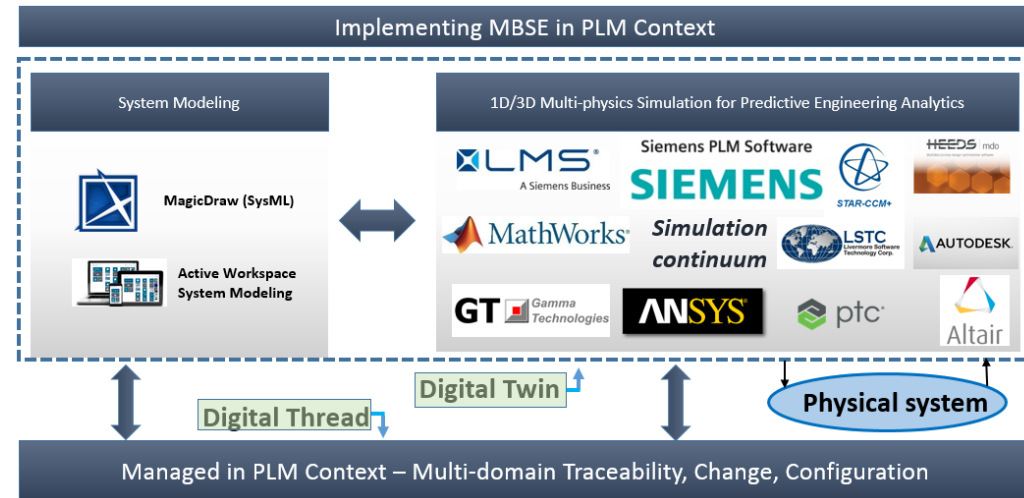 Implementing MBSE in PLM Context
System Modeling
MagicDraw (SysML)
Active Workspace
System Modeling
1D/3D Multi-physics Simulation for Predictive Engineering Analytics
LMS®
A Siemens Business
Siemens PLM Software
SIEMENS
STAR-CCM+
HEEDS mdo
MathWorks®
Simulation
continuum
LSTC
Livermore Software
Technology Corp.
AUTODESK.
GT
Gamma
Technologies
ANSYS®
ptc®
Altair
Digital Twin
Digital Thread
Physical system
Managed in PLM Context – Multi-domain Traceability, Change, Configuration